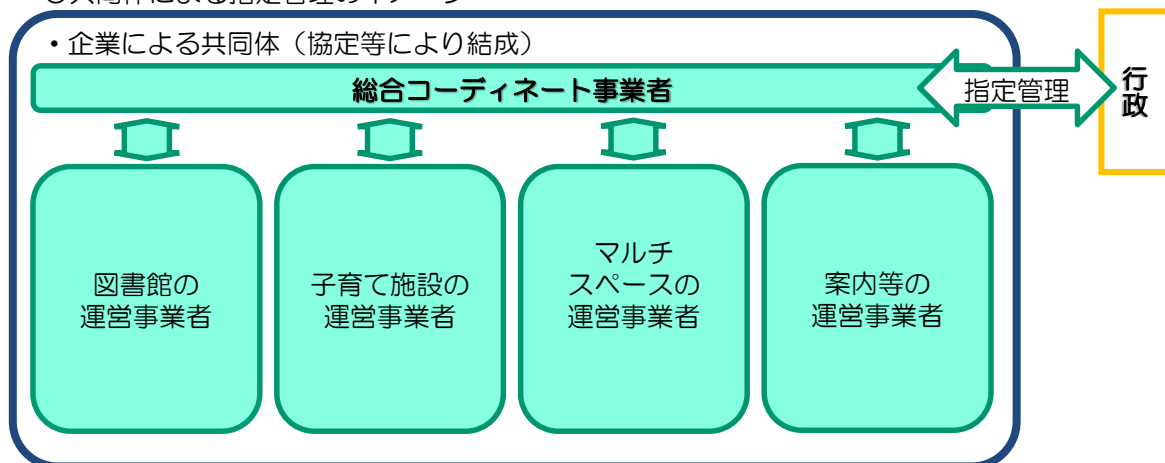 ・企業による共同体（協定等により結成）
総合コーディネート事業者
指定管理
行政
図書館の
運営事業者
子育て施設の
運営事業者
マルチ
スペースの
運営事業者
案内等の
運営事業者